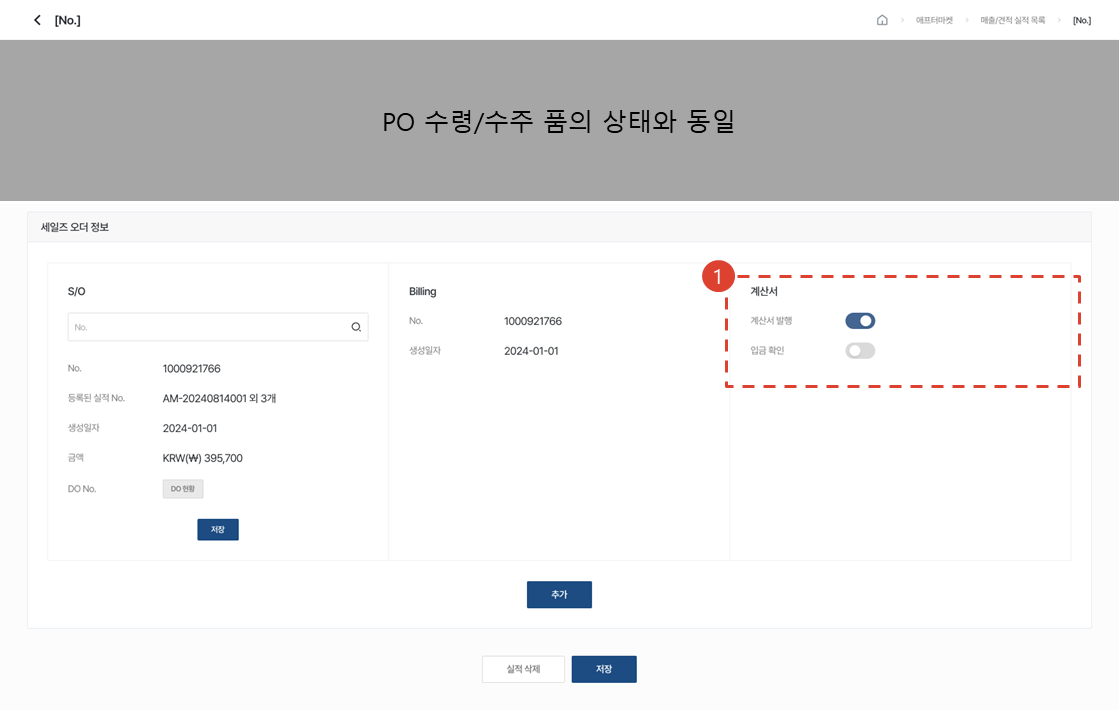 [No.]
애프터마켓
매출/견적 실적 목록
[No.]
PO 수령/수주 품의 상태와 동일
세일즈 오더 정보
S/O
No.
No. 1000921766
등록된 실적 No. AM-20240814001 외 3개
생성일자 2024-01-01
금액 KRW(₩) 395,700
DO No. DO 현황
저장
Billing
No. 1000921766
생성일자 2024-01-01
1
계산서
계산서 발행
입금 확인
추가
실적 삭제
저장